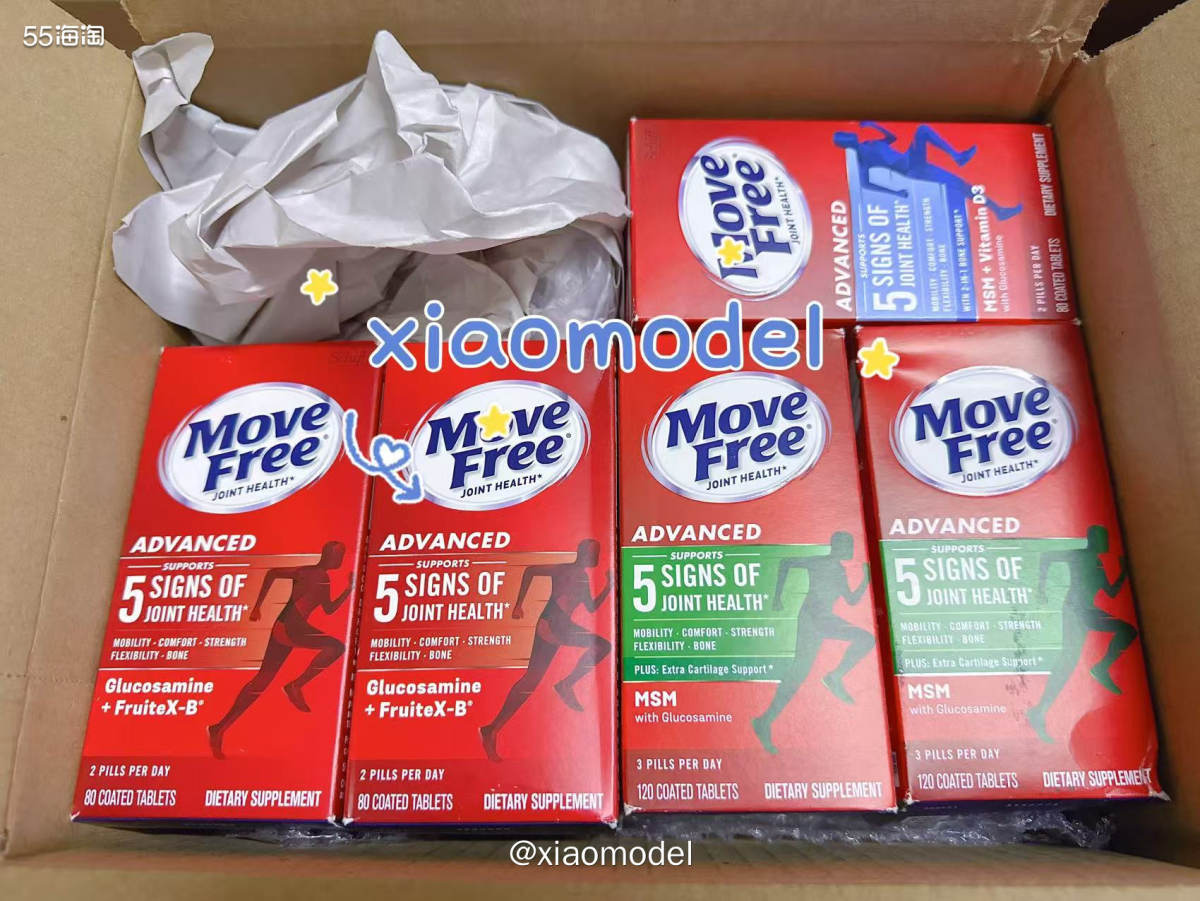 55海淘
Move
Free
JOINT HEALTH*
ADVANCED
SUPPORTS
5 SIGNS OF
JOINT HEALTH*
MOBILITY · COMFORT · STRENGTH
FLEXIBILITY · BONE
WITH 2-IN-1 BONE SUPPORT*
MSM + Vitamin D3
with Glucosamine
2 PILLS PER DAY
80 COATED TABLETS
DIETARY SUPPLEMENT
xiaomodel
Move
Free
JOINT HEALTH*
ADVANCED
SUPPORTS
5 SIGNS OF
JOINT HEALTH*
MOBILITY · COMFORT · STRENGTH
FLEXIBILITY · BONE
Glucosamine
+ FruiteX-B®
2 PILLS PER DAY
80 COATED TABLETS
DIETARY SUPPLEMENT
Move
Free®
JOINT HEALTH*
ADVANCED
SUPPORTS
5 SIGNS OF
JOINT HEALTH*
MOBILITY · COMFORT · STRENGTH
FLEXIBILITY · BONE
Glucosamine
+ FruiteX-B®
2 PILLS PER DAY
80 COATED TABLETS
DIETARY SUPPLEMENT
Move
Free®
JOINT HEALTH*
ADVANCED
SUPPORTS
5 SIGNS OF
JOINT HEALTH*
MOBILITY · COMFORT · STRENGTH
FLEXIBILITY · BONE
PLUS: Extra Cartilage Support*
MSM
with Glucosamine
3 PILLS PER DAY
120 COATED TABLETS
DIETARY SUPPLEMENT
Move
Free®
JOINT HEALTH*
ADVANCED
SUPPORTS
5 SIGNS OF
JOINT HEALTH*
MOBILITY · COMFORT · STRENGTH
FLEXIBILITY · BONE
PLUS: Extra Cartilage Support*
MSM
with Glucosamine
3 PILLS PER DAY
120 COATED TABLETS
DIETARY SUPPLEMENT
@xiaomodel